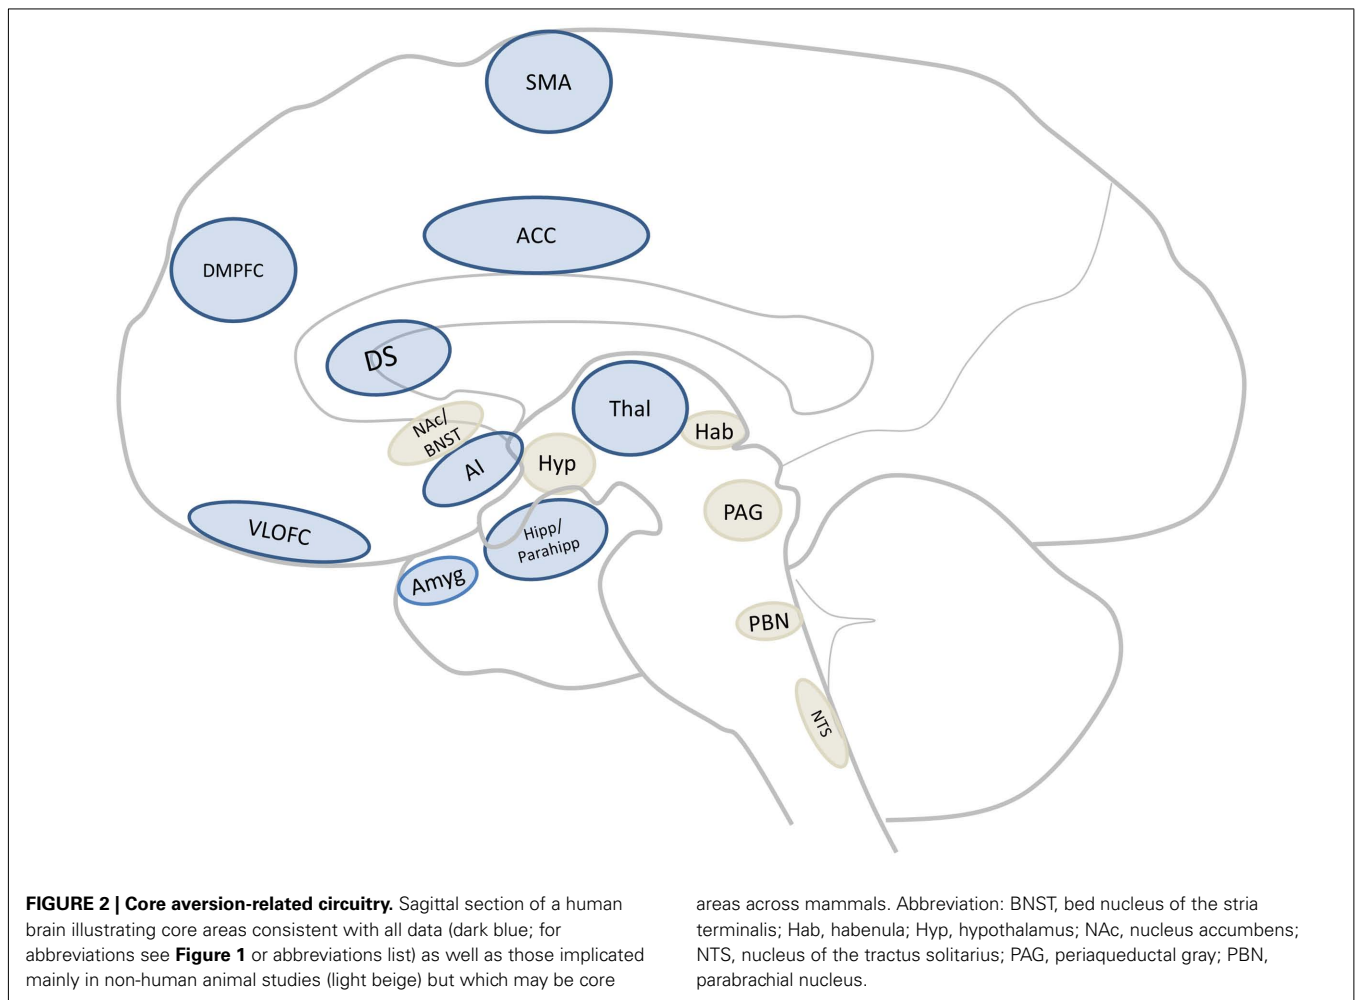 SMA
ACC
DMPFC
DS
Thal
NAc/
BNST
Hab
AI
Hyp
PAG
VLOFC
Hipp/
Parahipp
Amyg
PBN
NTS
FIGURE 2 | Core aversion-related circuitry. Sagittal section of a human
brain illustrating core areas consistent with all data (dark blue; for
abbreviations see Figure 1 or abbreviations list) as well as those implicated
mainly in non-human animal studies (light beige) but which may be core
areas across mammals. Abbreviation: BNST, bed nucleus of the stria
terminalis; Hab, habenula; Hyp, hypothalamus; NAc, nucleus accumbens;
NTS, nucleus of the tractus solitarius; PAG, periaqueductal gray; PBN,
parabrachial nucleus.